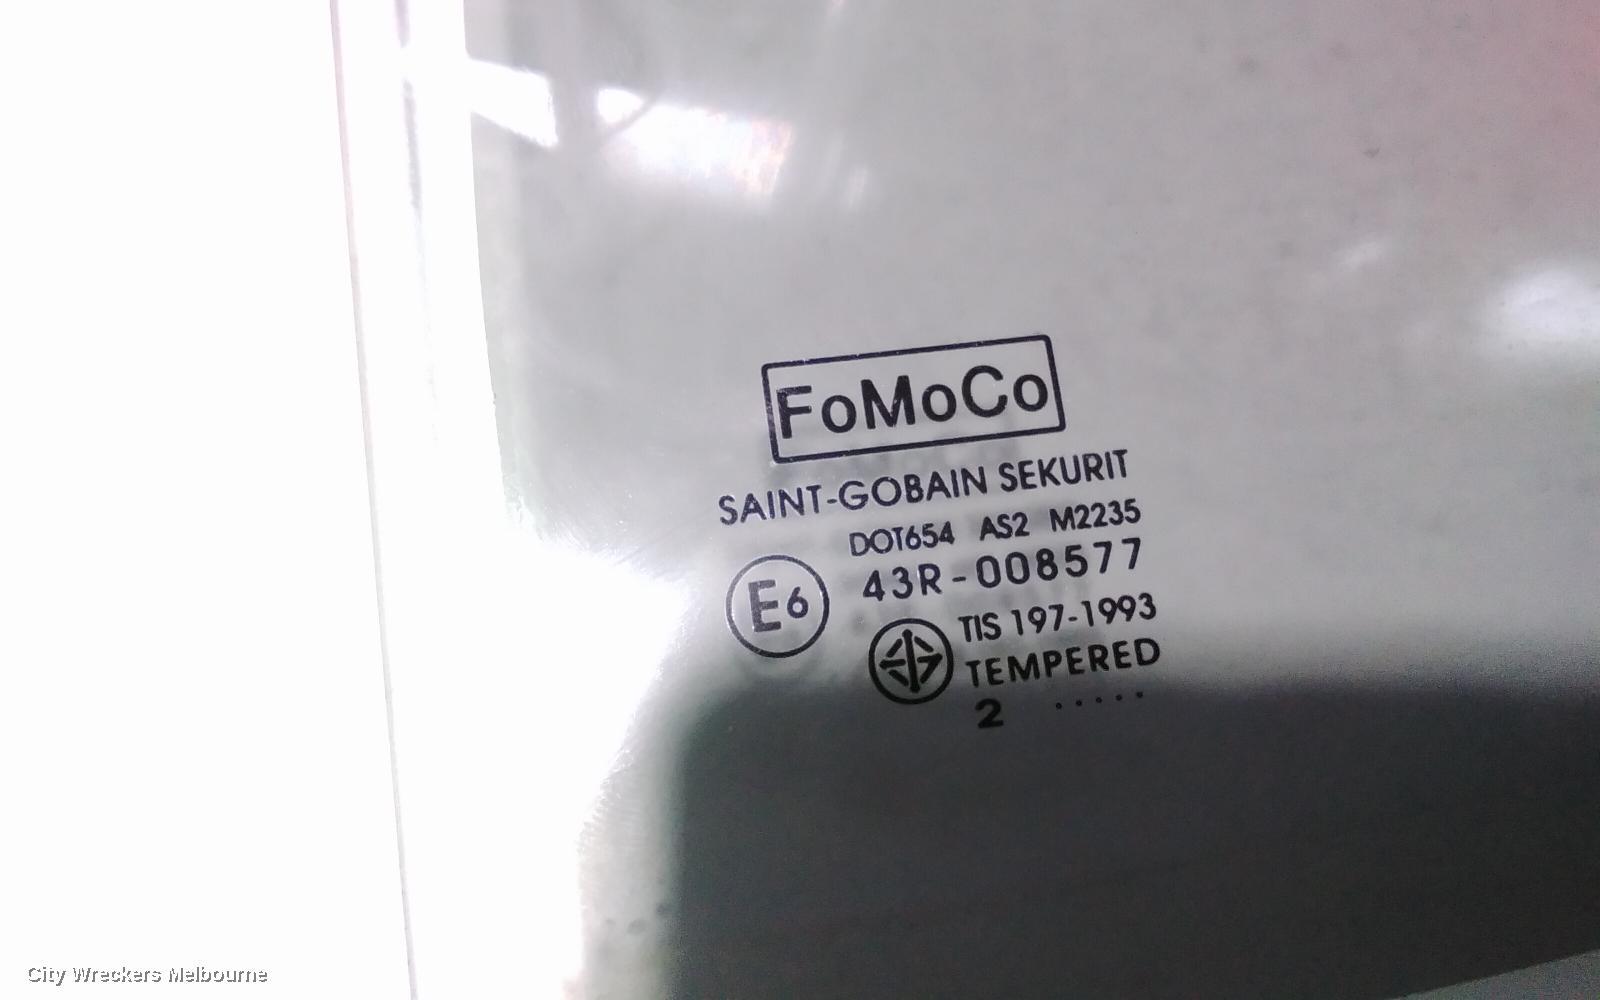 FoMoCo
SAINT-GOBAIN SEKURIT
DOT654 AS2 M2235
E6 43R-008577
TIS 197-1993
TEMPERED
2 .....
City Wreckers Melbourne